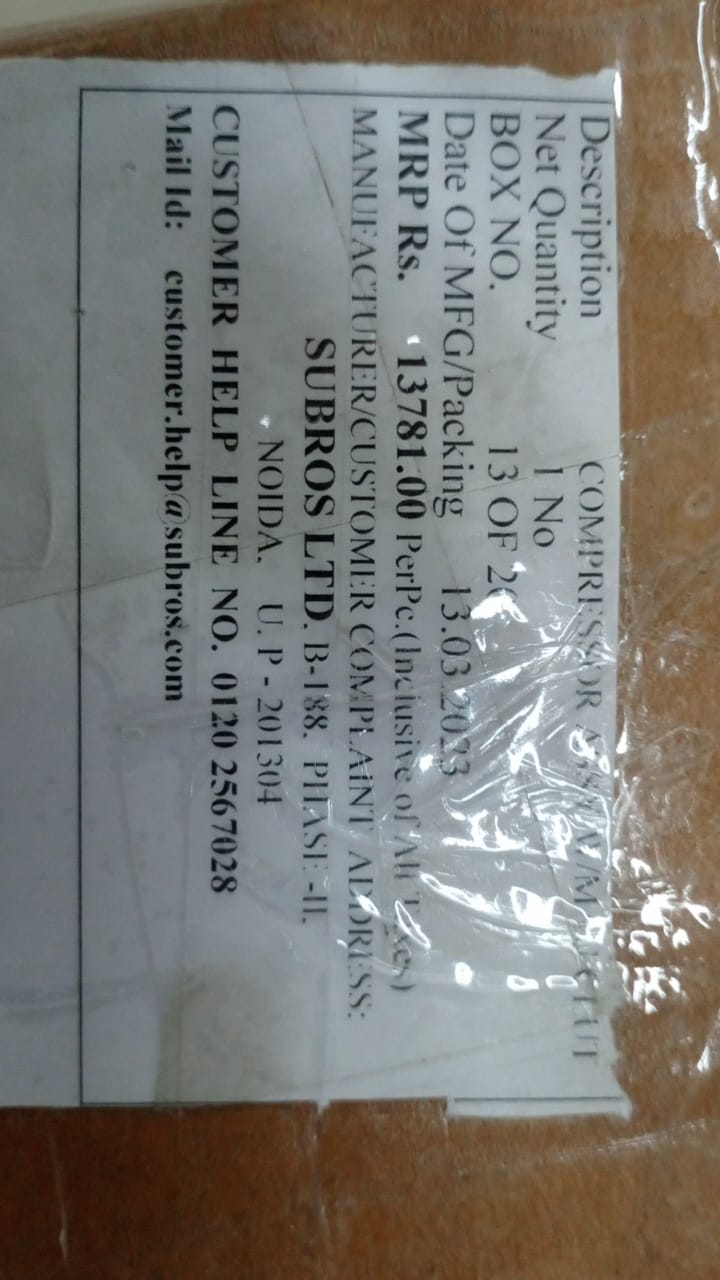 Description COMPRESSOR ASSY W/M
Net Quantity 1 No
BOX NO. 13 OF
Date Of MFG/Packing 13.03.2023
MRP Rs. 13781.00 PerPc.(Inclusive of All Taxes)
MANUFACTURER/CUSTOMER COMPLAINT ADDRESS:
SUBROS LTD. B-188. PHASE -II.
NOIDA. U. P - 201304
CUSTOMER HELP LINE NO. 0120 2567028
Mail Id: customer.help@subros.com